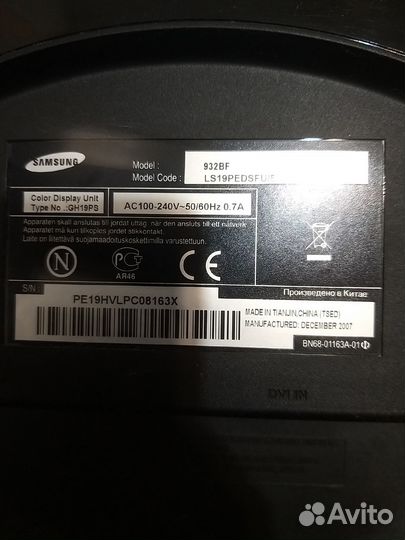 SAMSUNG
Model : 932BF
Model Code : LS19PEDSFU/E
Color Display Unit
Type No .:GH19PS
AC100-240V~50/60Hz 0.7A
Apparaten skall anslutas till jordat uttag, när den ansluts till ett nätverk
Apparatet må kun tilkoples jordet stikkontakt.
Laite on liitettävä suojamaadoituskoskettimilla varustettuun.
N
AR46
CE
S/N :
PE19HVLPC08163X
Произведено в Китае
MADE IN TIANJIN,CHINA (TSED)
MANUFACTURED: DECEMBER 2007
BN68-01163A-01
DVI IN
Avito